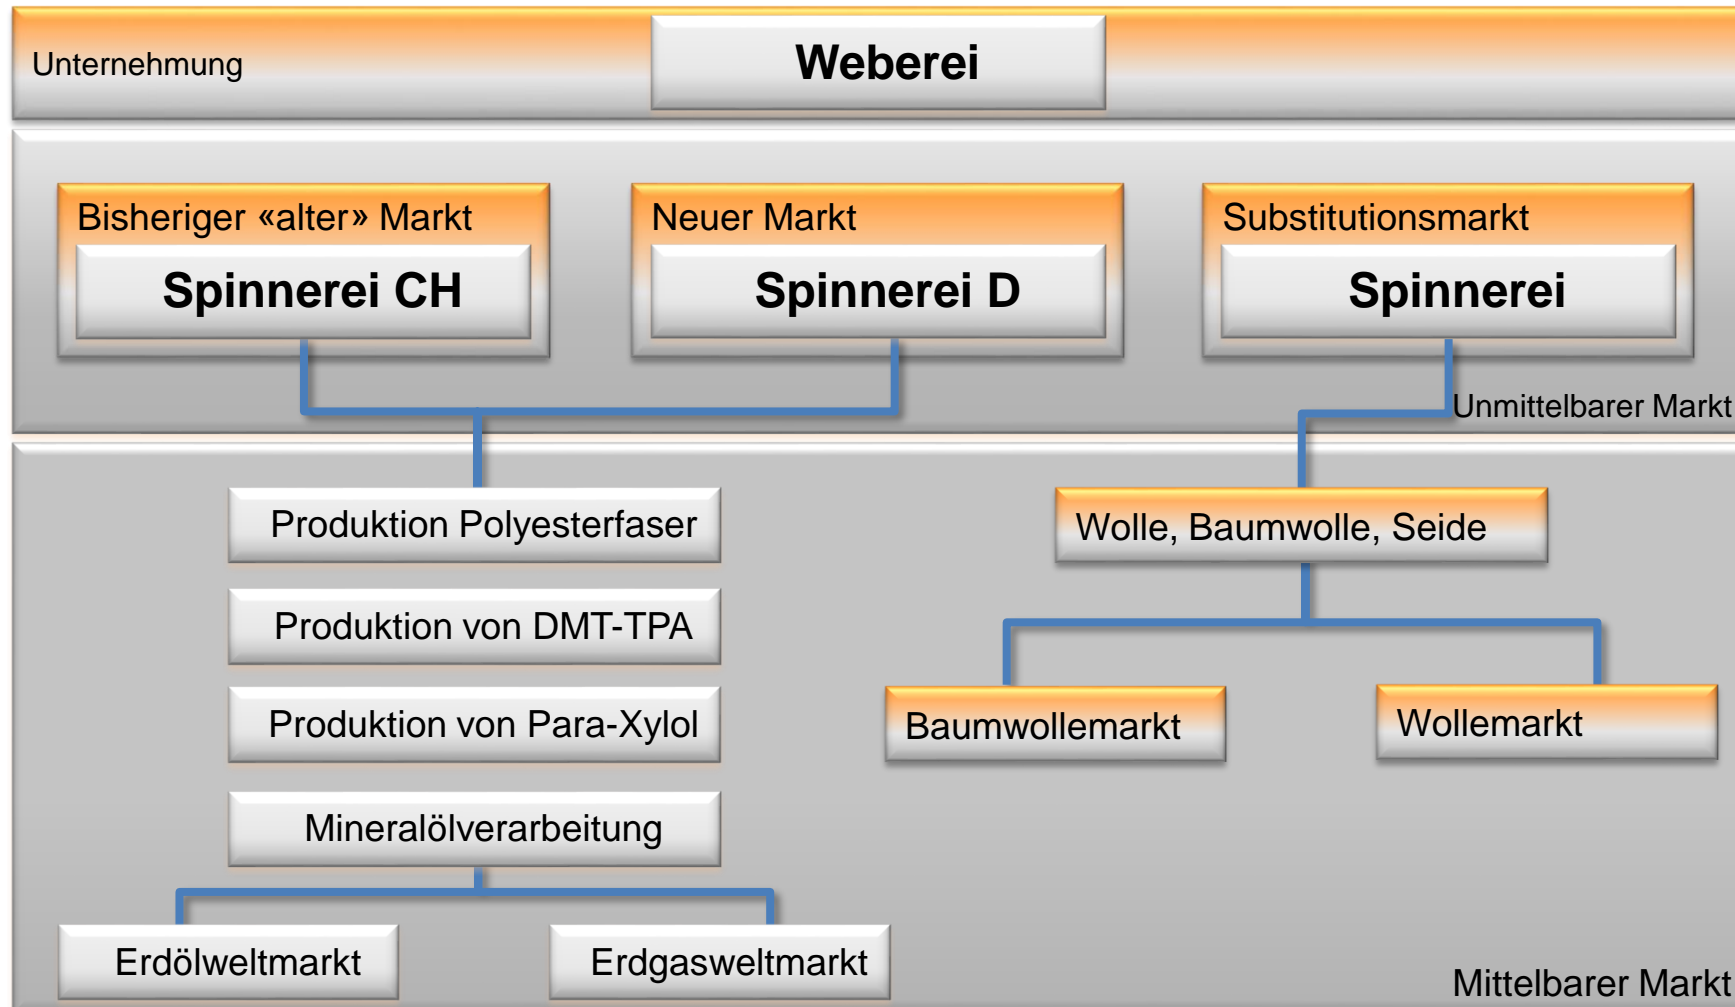 Unternehmung
Weberei
Bisheriger «alter» Markt
Spinnerei CH
Neuer Markt
Spinnerei D
Substitutionsmarkt
Spinnerei
Unmittelbarer Markt
Produktion Polyesterfaser
Produktion von DMT-TPA
Produktion von Para-Xylol
Mineralölverarbeitung
Erdölweltmarkt
Erdgasweltmarkt
Wolle, Baumwolle, Seide
Baumwollemarkt
Wollemarkt
Mittelbarer Markt